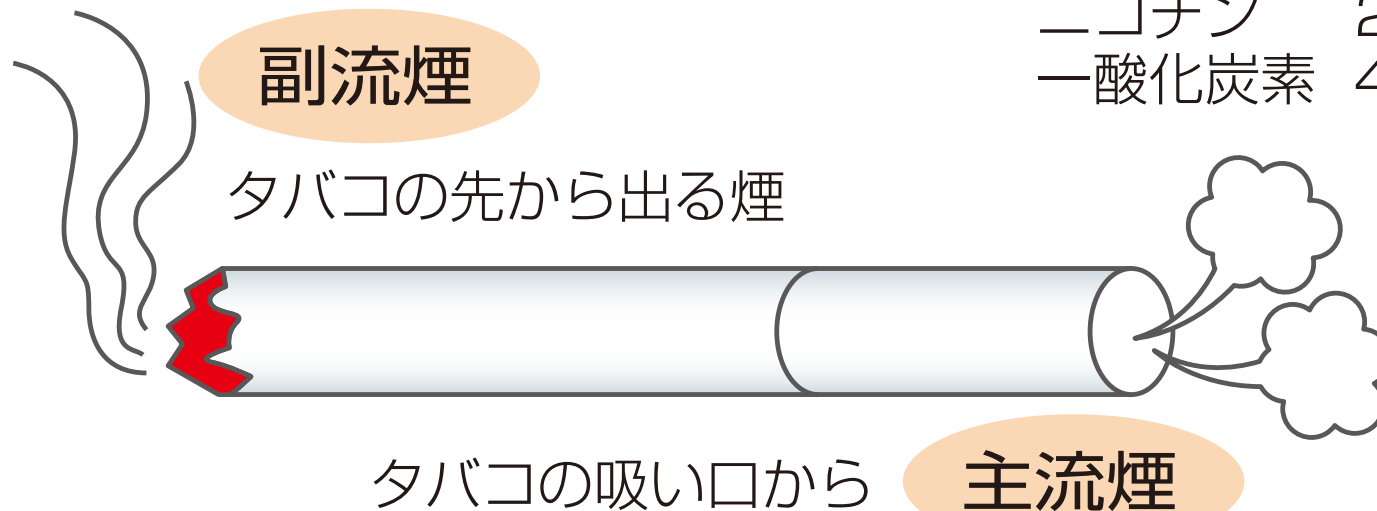 ニコチン
一酸化炭素
副流煙
タバコの先から出る煙
タバコの吸い口から
主流煙